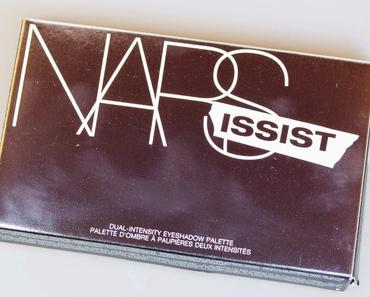 NARS
ISSIST
DUAL-INTENSITY EYESHADOW PALETTE
PALETTE D'OMBRE À PAUPIÈRES DEUX INTENSITÉS